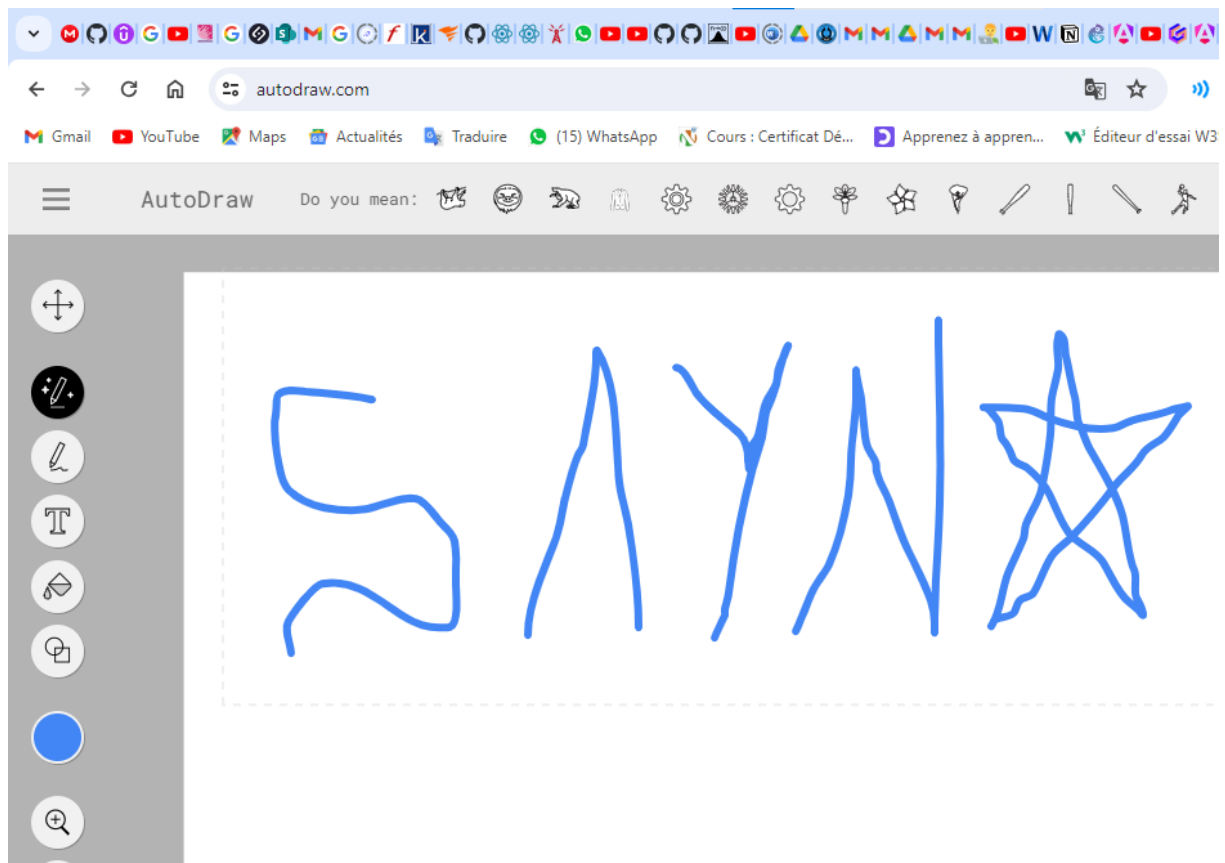 autodraw.com
Gmail YouTube Maps Actualités Traduire (15) WhatsApp Cours : Certificat Dé... Apprenez à appren... Éditeur d'essai W3
AutoDraw Do you mean:
T
SAYN